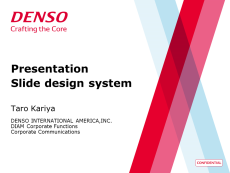 DENSO
Crafting the Core
Presentation
Slide design system
Taro Kariya
DENSO INTERNATIONAL AMERICA,INC.
DIAM Corporate Functions
Corporate Communications
CONFIDENTIAL